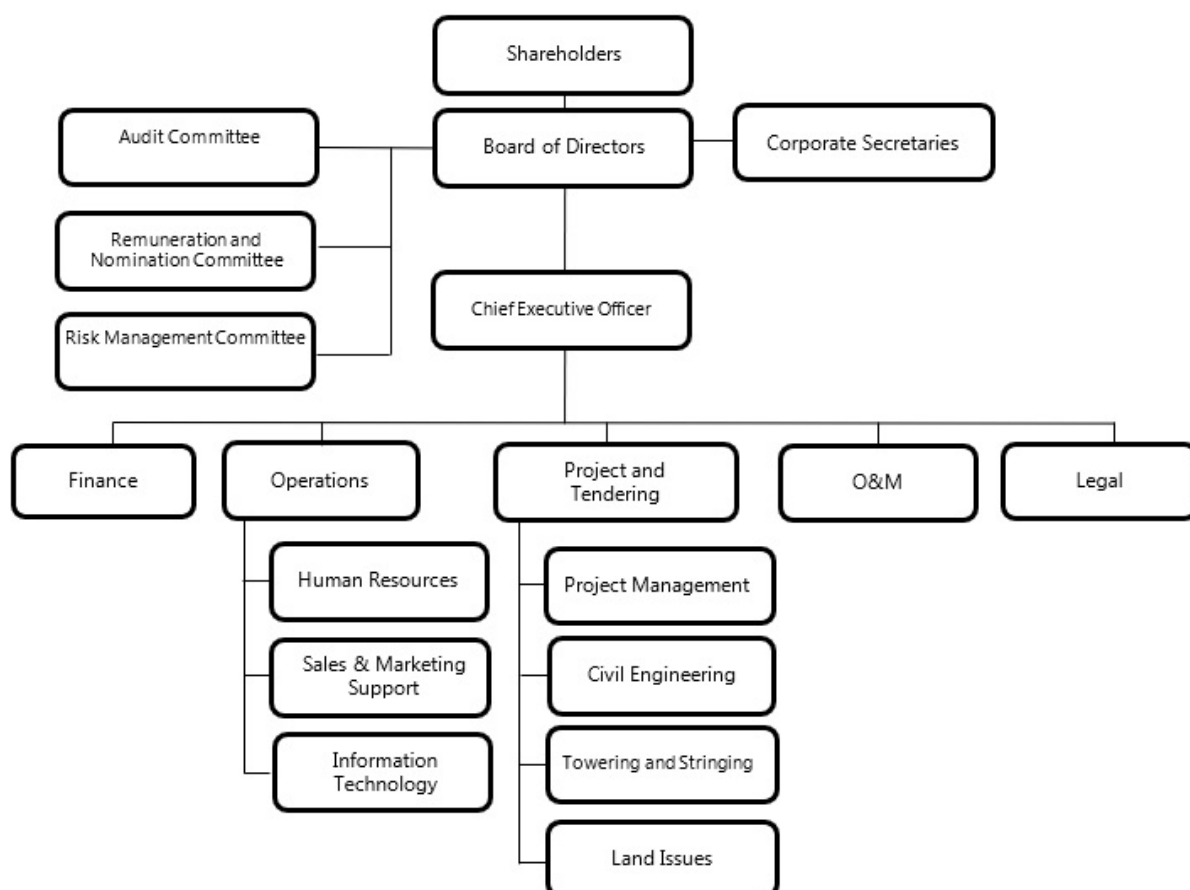 Shareholders
Audit Committee
Board of Directors
Corporate Secretaries
Remuneration and
Nomination Committee
Chief Executive Officer
Risk Management Committee
Finance
Operations
Project and
Tendering
O&M
Legal
Human Resources
Sales & Marketing
Support
Information
Technology
Project Management
Civil Engineering
Towering and Stringing
Land Issues